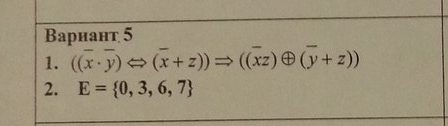 Вариант 5
1. ((x̅ · y̅) ⇔ (x̅ + z)) ⇒ ((x̅z) ⊕ (y̅ + z))
2. E = {0, 3, 6, 7}